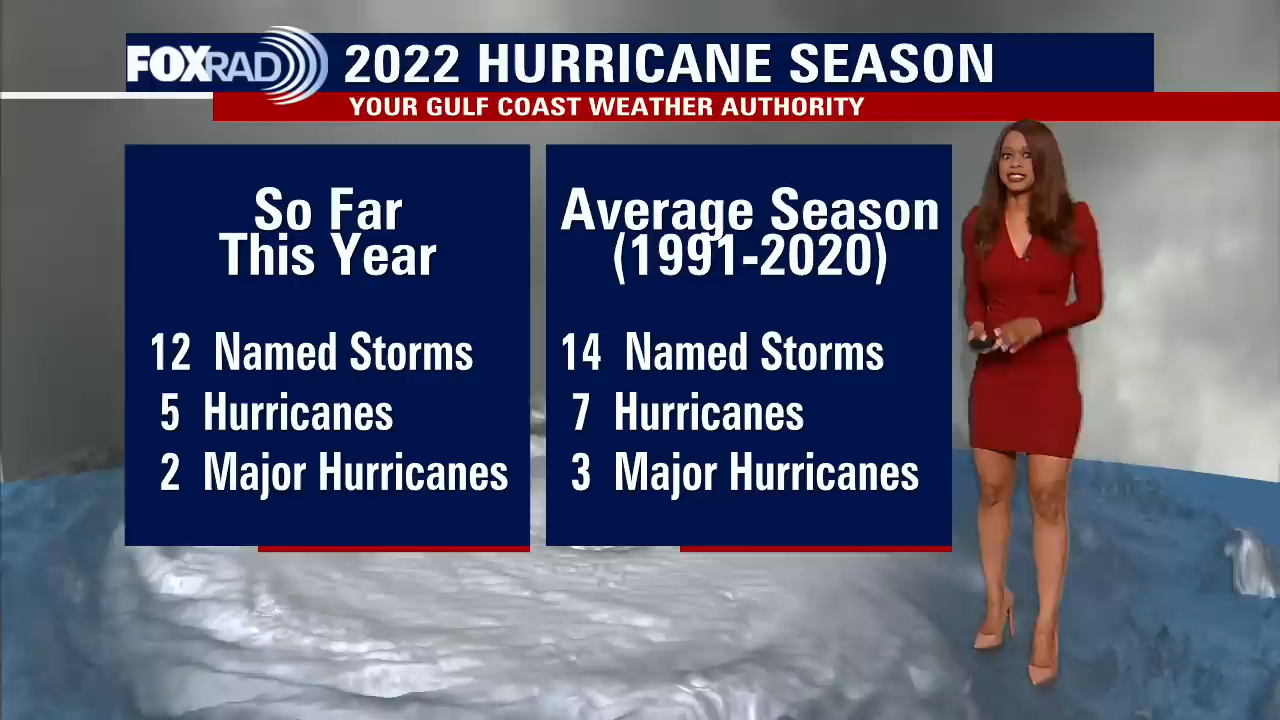 FOXRAD 2022 HURRICANE SEASON
YOUR GULF COAST WEATHER AUTHORITY
So Far
This Year
12 Named Storms
5 Hurricanes
2 Major Hurricanes
Average Season
(1991-2020)
14 Named Storms
7 Hurricanes
3 Major Hurricanes